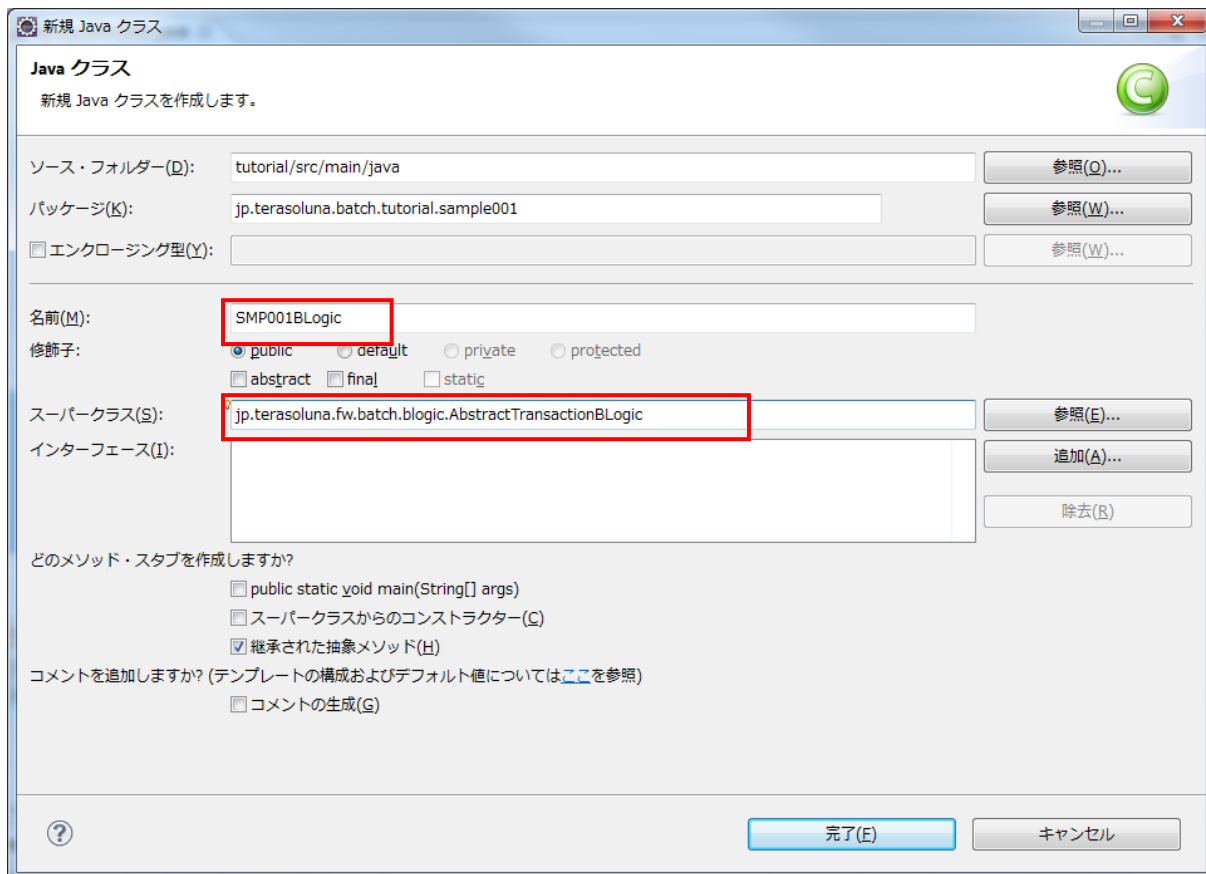 新規 Java クラス
Java クラス
新規 Java クラスを作成します。
ソース・フォルダー(D): tutorial/src/main/java 参照(O)...
パッケージ(K): jp.terasoluna.batch.tutorial.sample001 参照(W)...
エンクロージング型(Y): 参照(W)...
名前(M): SMP001BLogic
修飾子: public default private protected
abstract final static
スーパークラス(S): jp.terasoluna.fw.batch.blogic.AbstractTransactionBLogic 参照(E)...
インターフェース(I): 追加(A)...
除去(R)
どのメソッド・スタブを作成しますか?
public static void main(String[] args)
スーパークラスからのコンストラクター(C)
継承された抽象メソッド(H)
コメントを追加しますか? (テンプレートの構成およびデフォルト値についてはここを参照)
コメントの生成(G)
完了(F) キャンセル